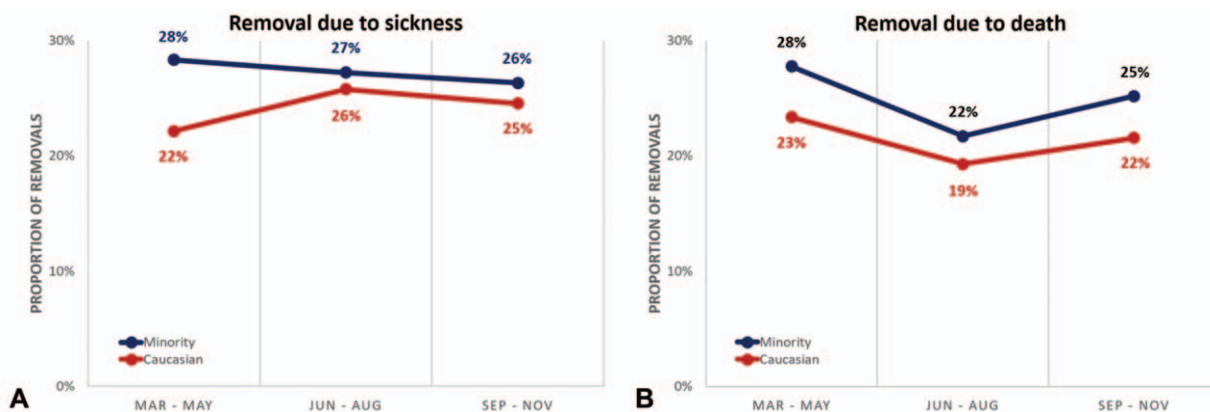 Removal due to sickness
30%
20%
10%
0%
PROPORTION OF REMOVALS
28%
27%
26%
22%
26%
25%
Minority
Caucasian
MAR - MAY
JUN - AUG
SEP - NOV
A
Removal due to death
30%
20%
10%
0%
PROPORTION OF REMOVALS
28%
22%
25%
23%
19%
22%
Minority
Caucasian
MAR - MAY
JUN - AUG
SEP - NOV
B